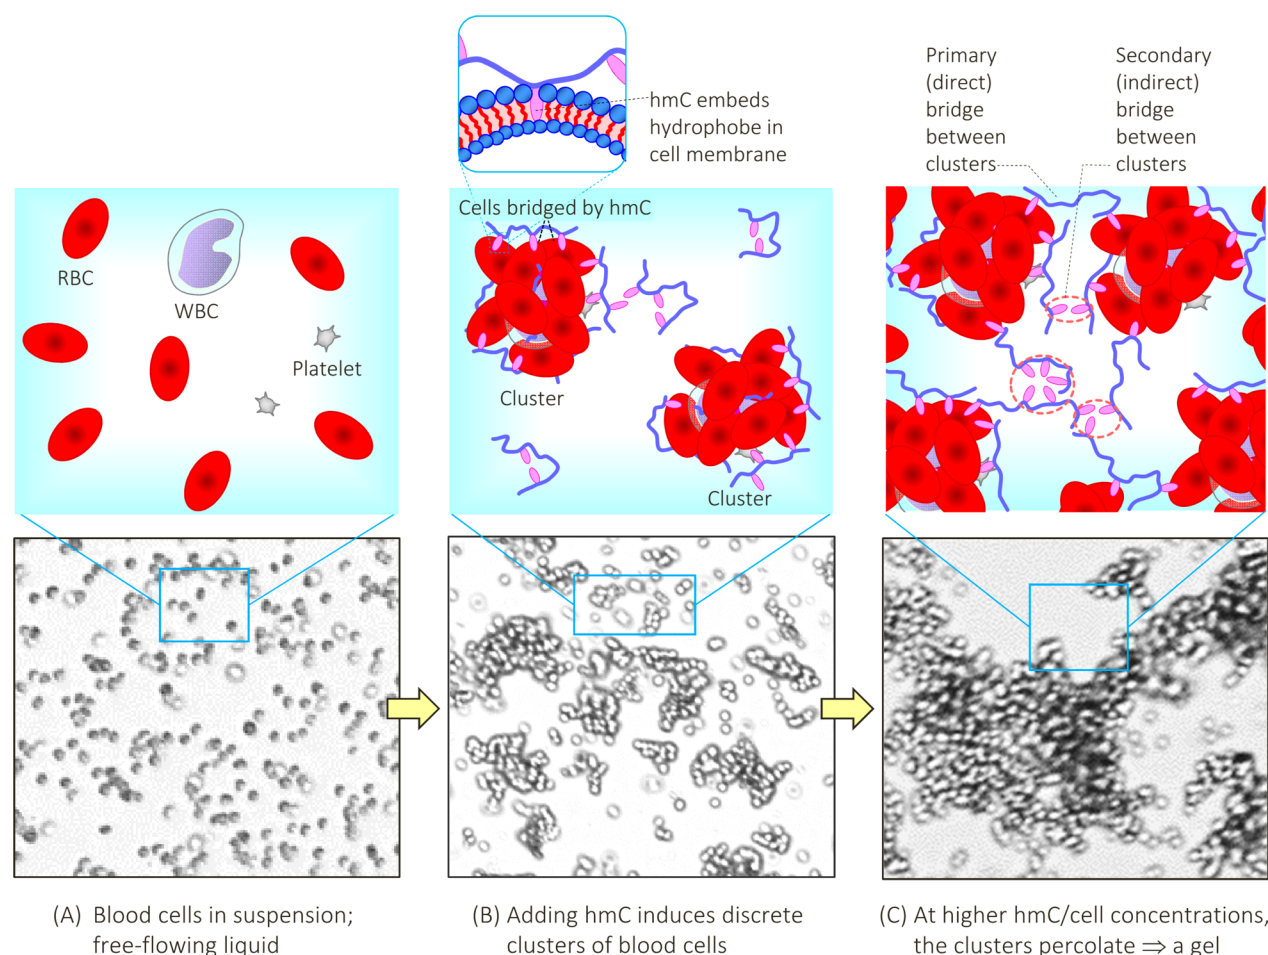 hmC embeds
hydrophobe in
cell membrane
Primary
(direct)
bridge
between
clusters
Secondary
(indirect)
bridge
between
clusters
RBC
WBC
Platelet
Cells bridged by hmC
Cluster
Cluster
(A) Blood cells in suspension;
free-flowing liquid
(B) Adding hmC induces discrete
clusters of blood cells
(C) At higher hmC/cell concentrations,
the clusters percolate ⇒ a gel